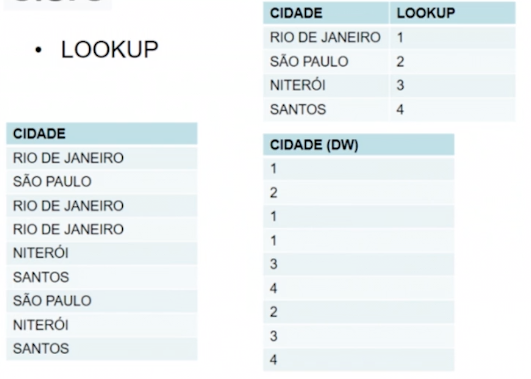 • LOOKUP
CIDADE LOOKUP
RIO DE JANEIRO 1
SÃO PAULO 2
NITERÓI 3
SANTOS 4
CIDADE
RIO DE JANEIRO
SÃO PAULO
RIO DE JANEIRO
RIO DE JANEIRO
NITERÓI
SANTOS
SÃO PAULO
NITERÓI
SANTOS
CIDADE (DW)
1
2
1
1
3
4
2
3
4